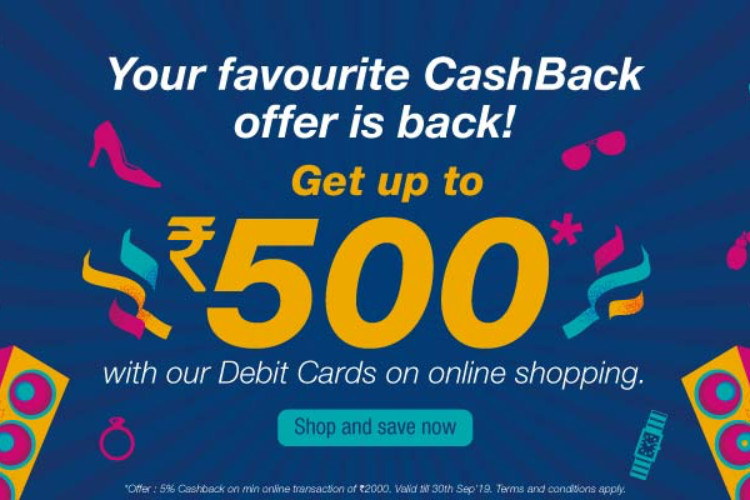 Your favourite CashBack
offer is back!
Get up to
₹500*
with our Debit Cards on online shopping.
Shop and save now
*Offer : 5% Cashback on min online transaction of ₹2000. Valid till 30th Sep'19. Terms and conditions apply.